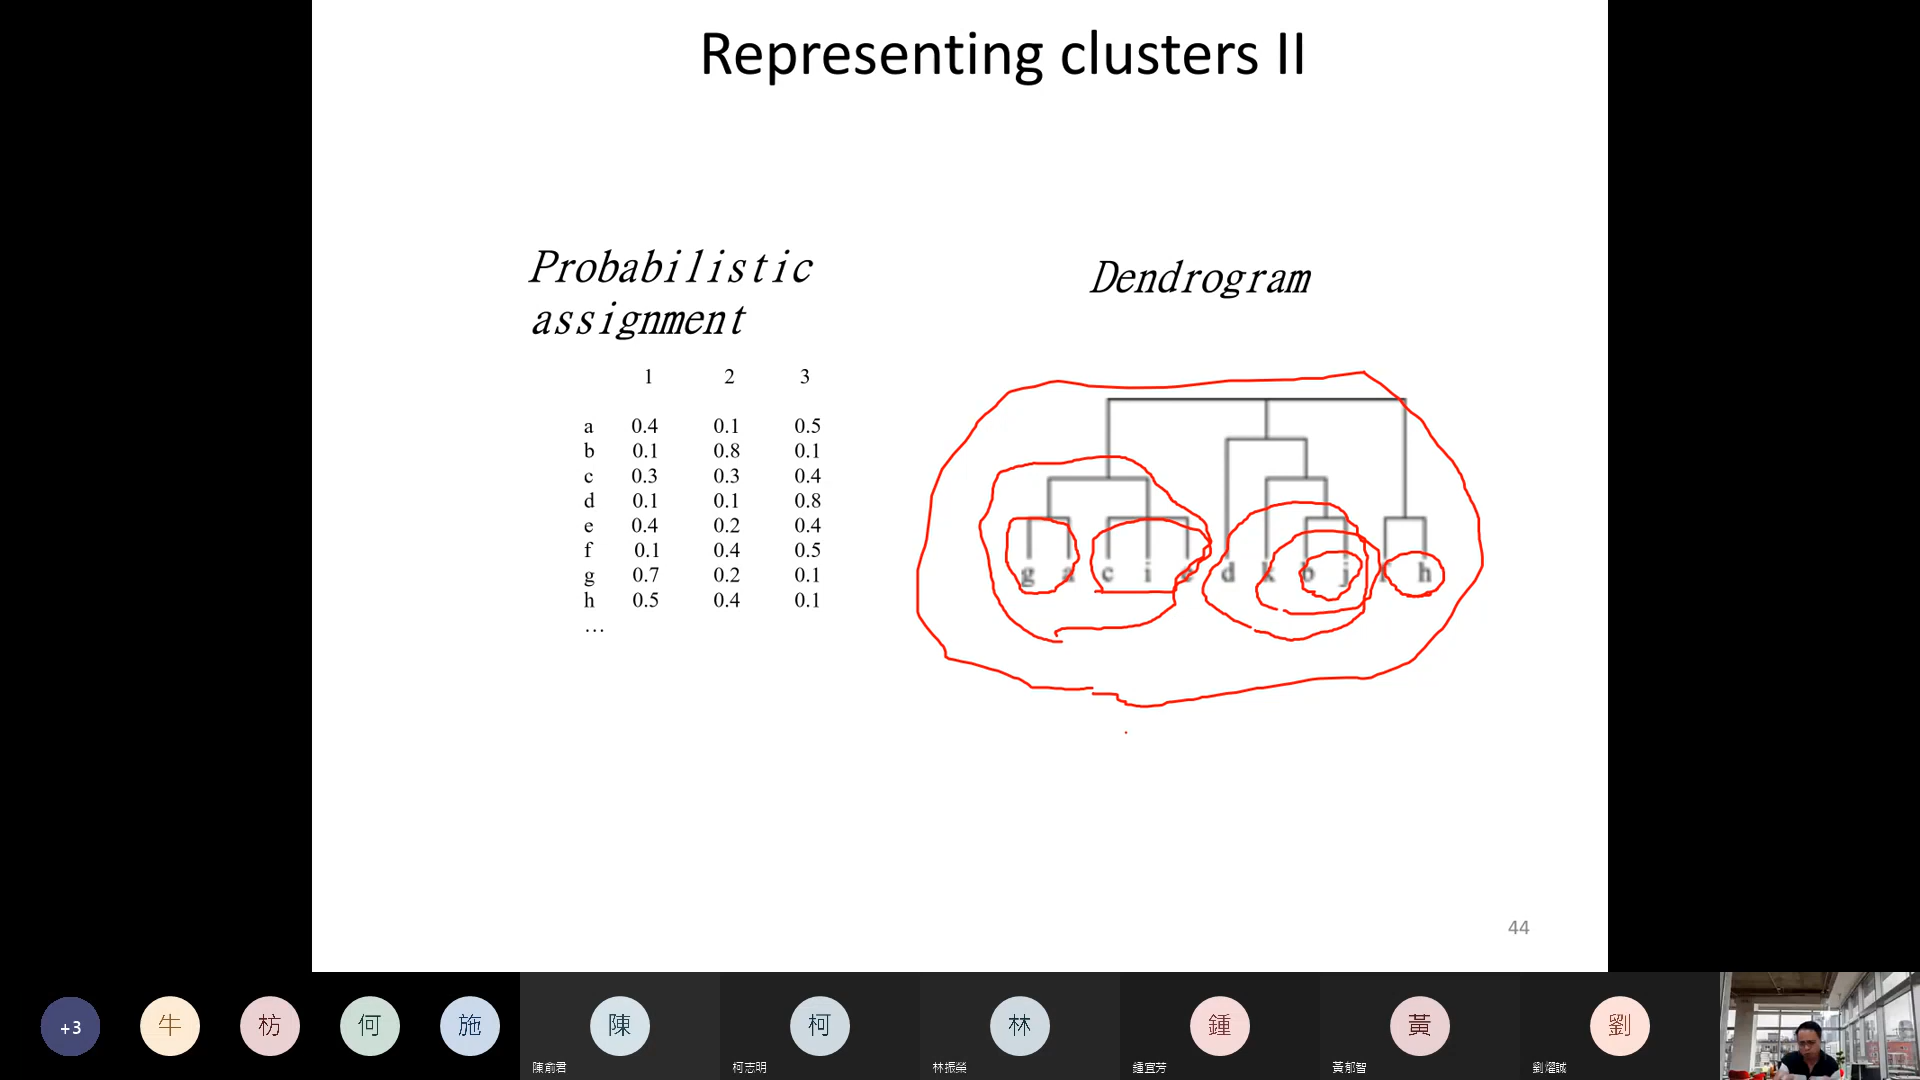 Representing clusters II
Probabilistic
assignment
Dendrogram
1 2 3
a 0.4 0.1 0.5
b 0.1 0.8 0.1
c 0.3 0.3 0.4
d 0.1 0.1 0.8
e 0.4 0.2 0.4
f 0.1 0.4 0.5
g 0.7 0.2 0.1
h 0.5 0.4 0.1
...
g a c i e d k b j f h
44
+3 牛 枋 何 施 陳 柯 林 鍾 黃 劉
陳俞君 柯志明 林振榮 鍾宜芳 黃郁智 劉燿誠